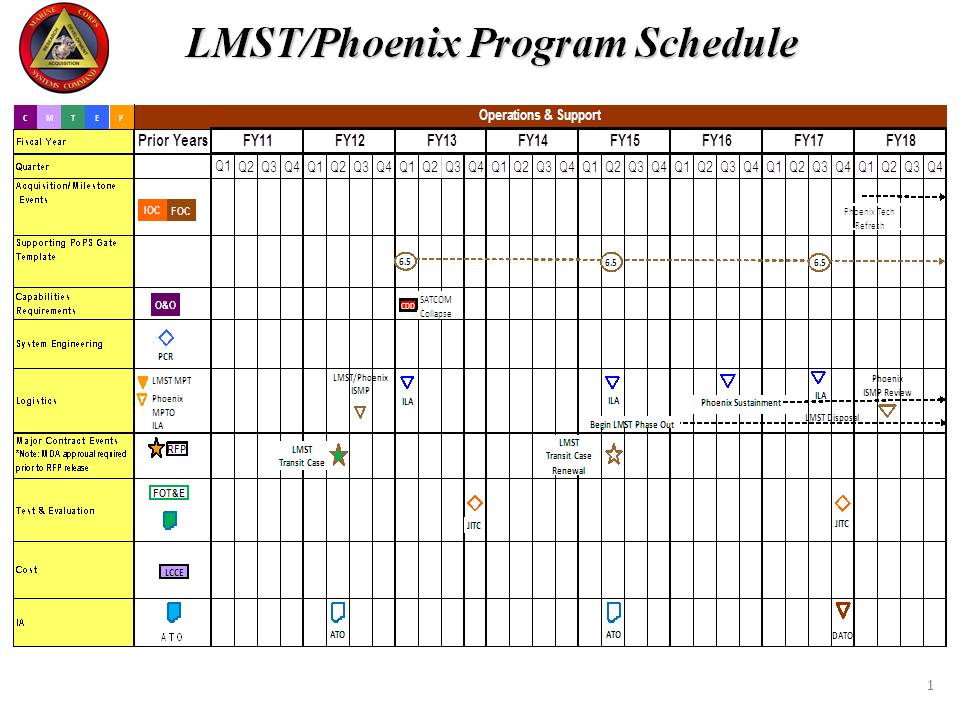 MARINE CORPS
RESEARCH DEVELOPMENT
ACQUISITION
SYSTEMS COMMAND
LMST/Phoenix Program Schedule
C M T E P
Operations & Support
Fiscal Year Prior Years FY11 FY12 FY13 FY14 FY15 FY16 FY17 FY18
Quarter Q1 Q2 Q3 Q4 Q1 Q2 Q3 Q4 Q1 Q2 Q3 Q4 Q1 Q2 Q3 Q4 Q1 Q2 Q3 Q4 Q1 Q2 Q3 Q4 Q1 Q2 Q3 Q4 Q1 Q2 Q3 Q4
Acquisition/Milestone
Events
IOC FOC
Phoenix Tech
Refresh
Supporting PoPS Gate
Template
6.5 6.5 6.5
Capabilities
Requirements
O&O
CDD
SATCOM
Collapse
System Engineering
PCR
Logistics
LMST MPT
Phoenix
MPTO
ILA
LMST/Phoenix
ISMP
ILA
ILA
Begin LMST Phase Out
Phoenix Sustainment
ILA
LMST Disposal
Phoenix
ISMP Review
Major Contract Events
*Note: MDA approual required
prior to RFP release
RFP
LMST
Transit Case
LMST
Transit Case
Renewal
Test & Evaluation
FOT&E
JITC
JITC
Cost
LCCE
IA
ATO
ATO
ATO
DATO
1